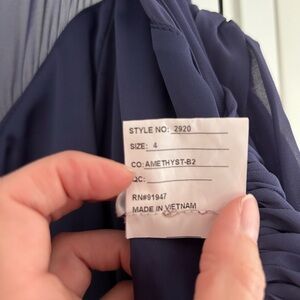 STYLE NO: 2920
SIZE: 4
CO: AMETHYST-B2
QC:
RN#91947
MADE IN VIETNAM